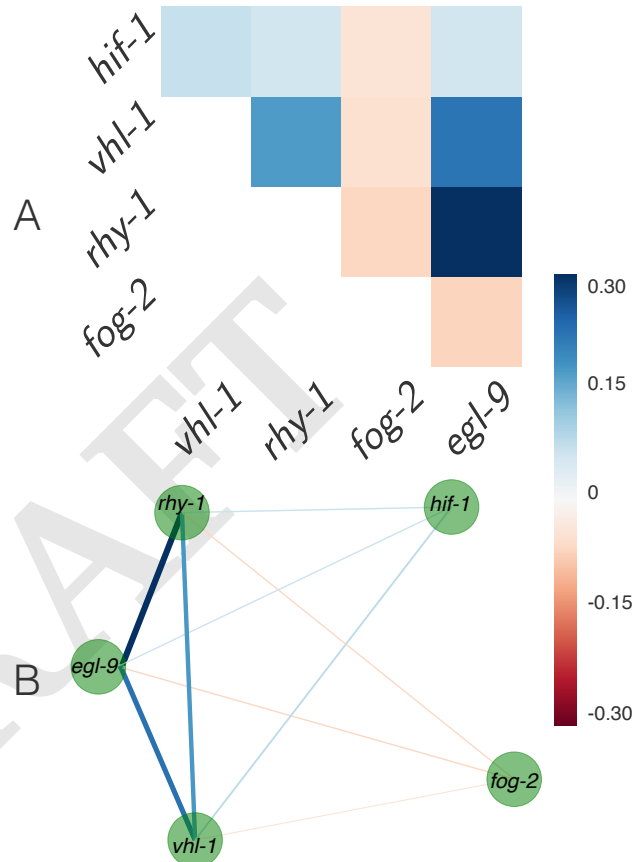 hif-1
vhl-1
A
rhy-1
fog-2
vhl-1
rhy-1
fog-2
egl-9
0.30
0.15
0
-0.15
-0.30
rhy-1
hif-1
egl-9
B
fog-2
vhl-1